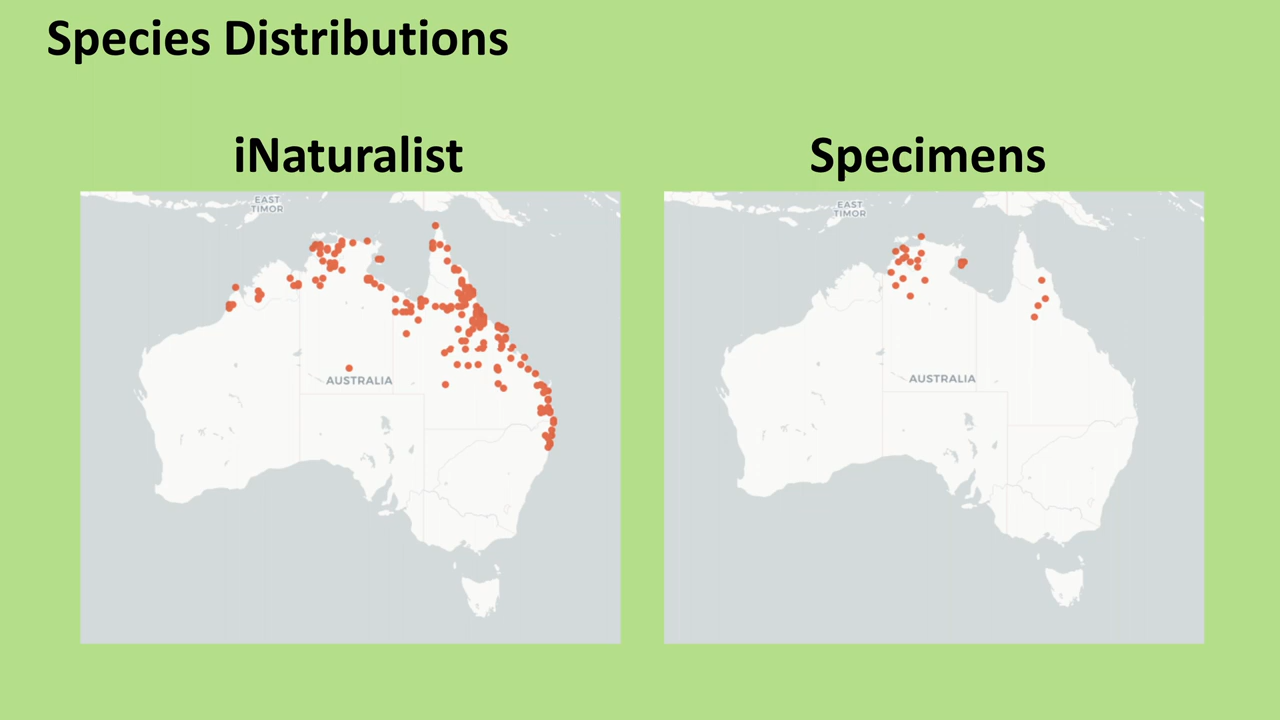 Species Distributions
iNaturalist
Specimens
EAST
TIMOR
AUSTRALIA
EAST
TIMOR
AUSTRALIA